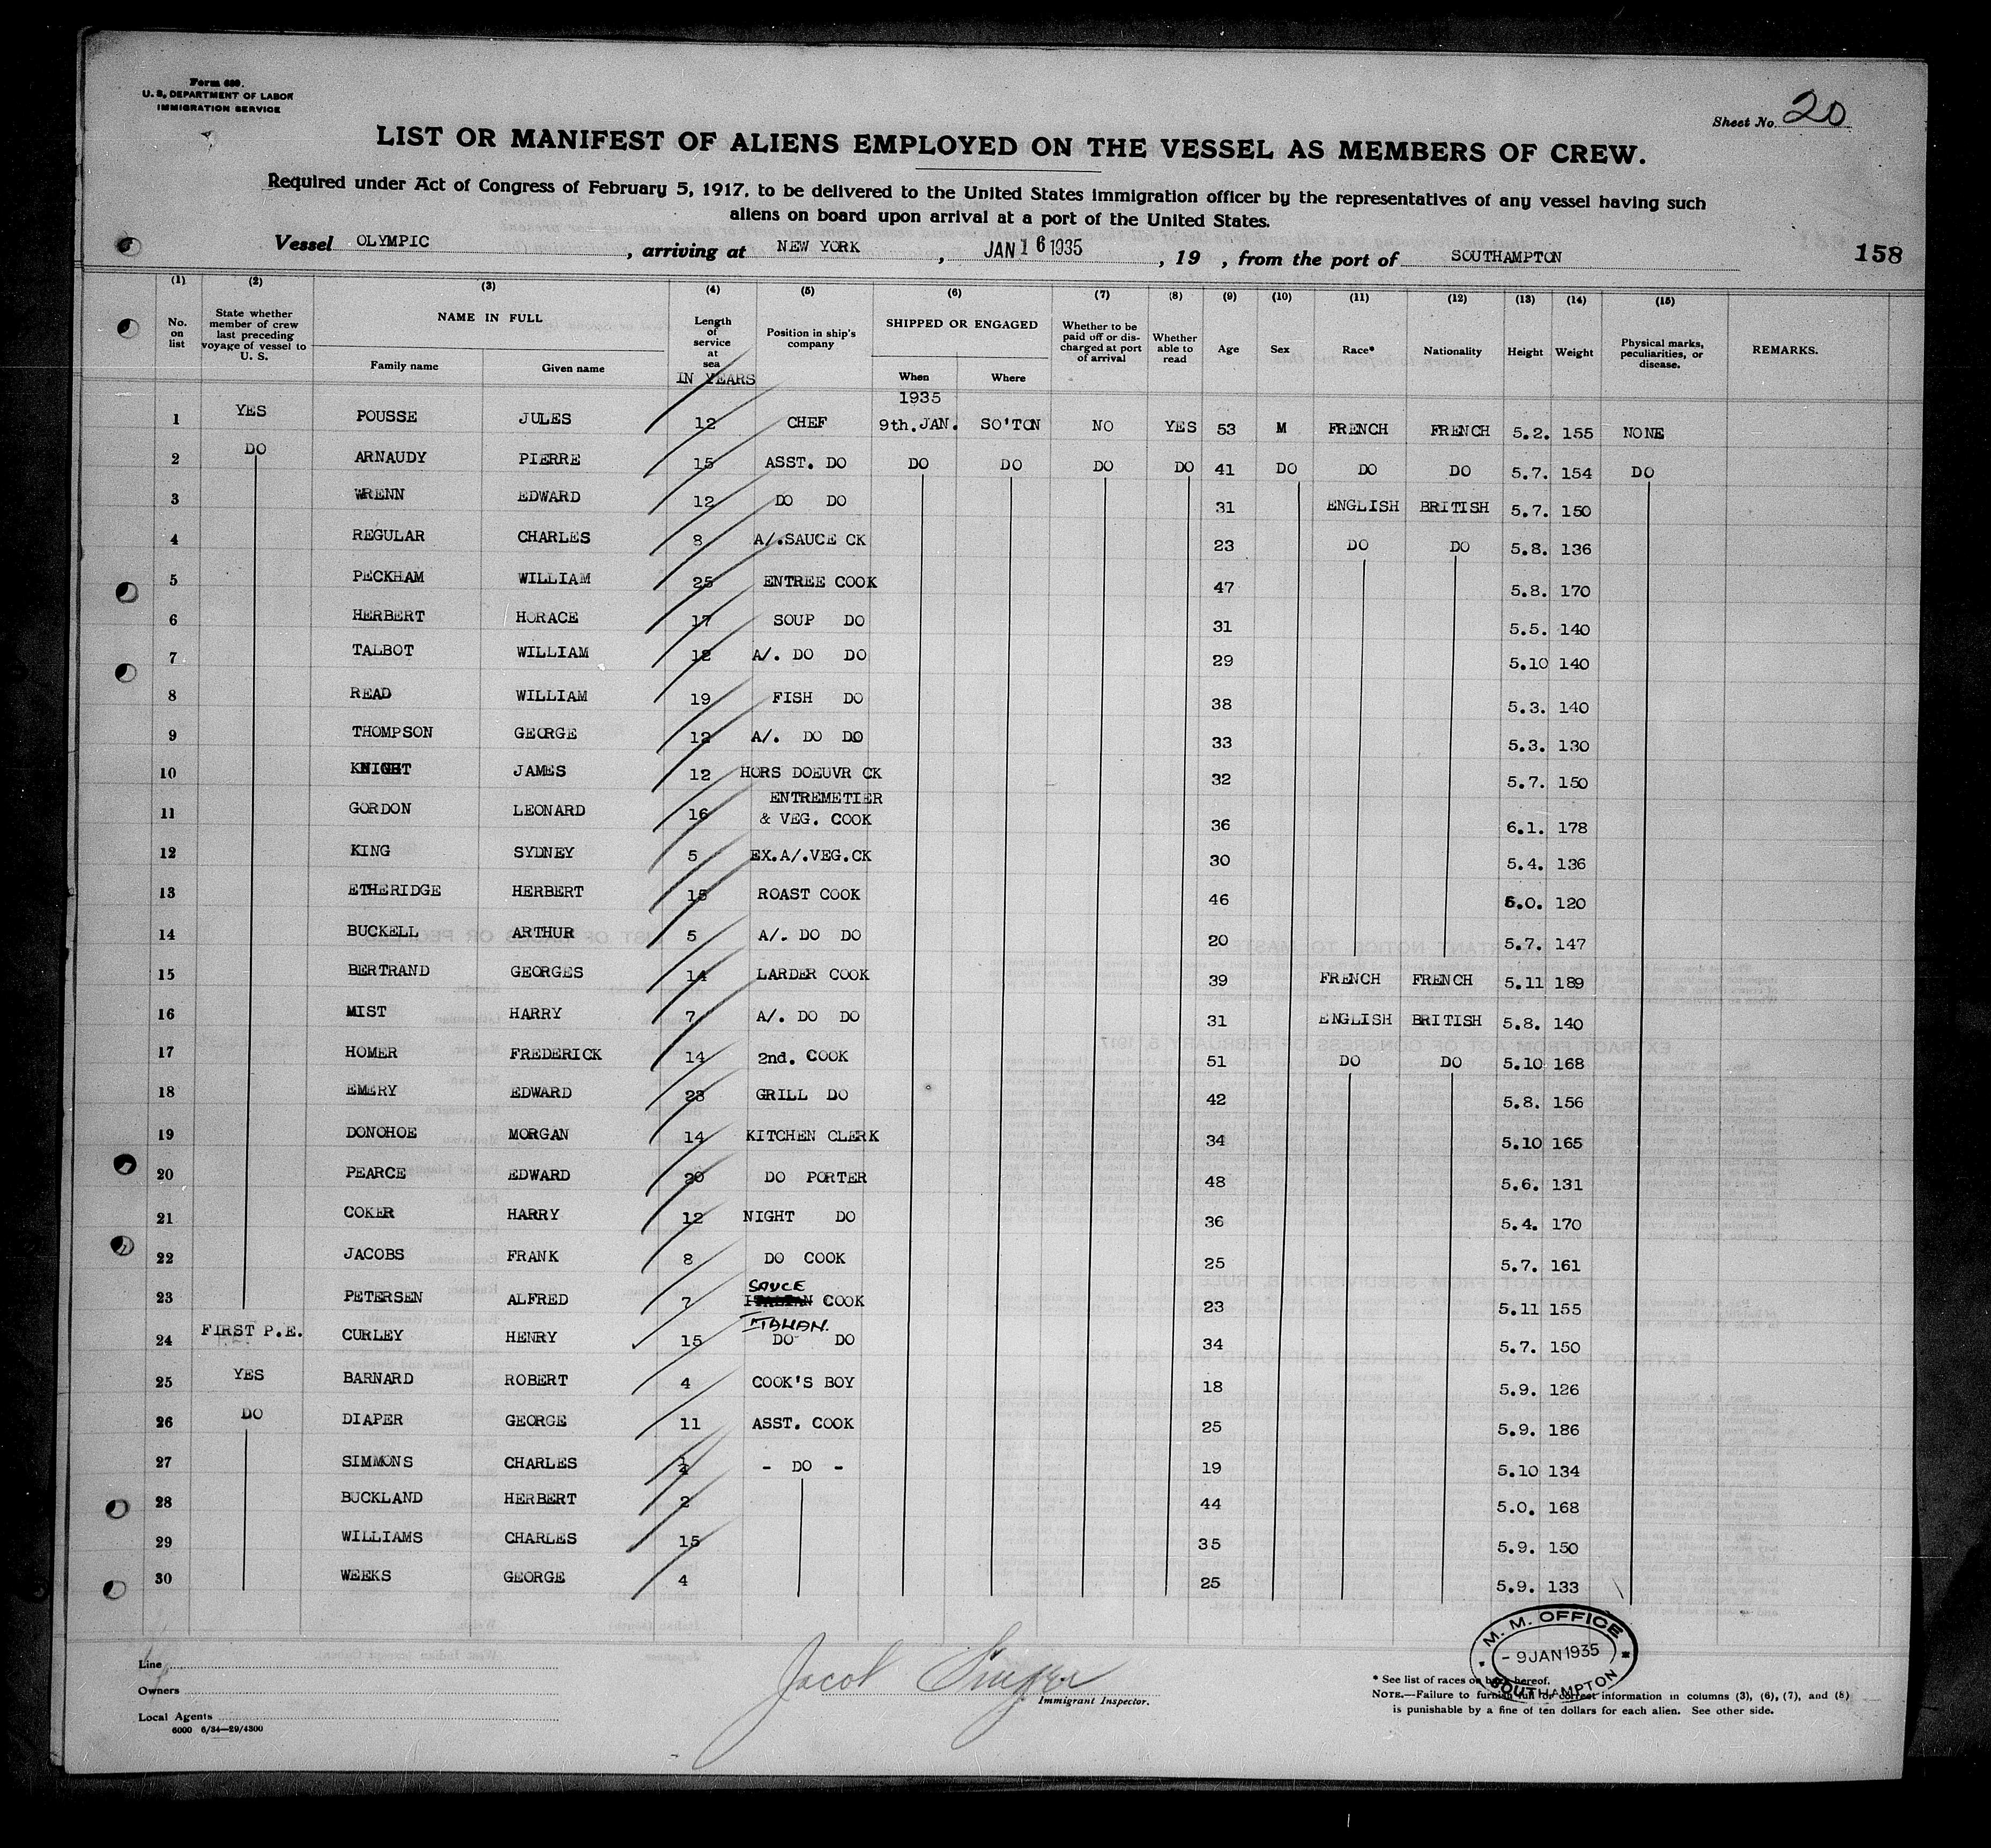 Form 689.
U. S. DEPARTMENT OF LABOR
IMMIGRATION SERVICE
Sheet No. 20
LIST OR MANIFEST OF ALIENS EMPLOYED ON THE VESSEL AS MEMBERS OF CREW.
Required under Act of Congress of February 5, 1917, to be delivered to the United States immigration officer by the representatives of any vessel having such
aliens on board upon arrival at a port of the United States.
Vessel OLYMPIC, arriving at NEW YORK, JAN 16 1935, 19 , from the port of SOUTHAMPTON
158
(1) (2) (3) (4) (5) (6) (7) (8) (9) (10) (11) (12) (13) (14) (15)
No. on list State whether member of crew last preceding voyage of vessel to U. S. NAME IN FULL Family name Given name Length of service at sea IN YEARS Position in ship's company SHIPPED OR ENGAGED When Where Whether to be paid off or discharged at port of arrival Whether able to read Age Sex Race* Nationality Height Weight Physical marks, peculiarities, or disease. REMARKS.
1935
1 YES POUSSE JULES 12 CHEF 9th.JAN. SO'TON NO YES 53 M FRENCH FRENCH 5.2. 155 NONE
2 DO ARNAUDY PIERRE 15 ASST. DO DO DO DO DO 41 DO DO DO 5.7. 154 DO
3 WRENN EDWARD 12 DO DO 31 ENGLISH BRITISH 5.7. 150
4 REGULAR CHARLES 8 A/.SAUCE CK 23 DO DO 5.8. 136
5 PECKHAM WILLIAM 25 ENTREE COOK 47 5.8. 170
6 HERBERT HORACE 17 SOUP DO 31 5.5. 140
7 TALBOT WILLIAM 12 A/. DO DO 29 5.10 140
8 READ WILLIAM 19 FISH DO 38 5.3. 140
9 THOMPSON GEORGE 12 A/. DO DO 33 5.3. 130
10 KNIGHT JAMES 12 HORS DOEUVR CK 32 5.7. 150
11 GORDON LEONARD 16 ENTREMETIER & VEG. COOK 36 6.1. 178
12 KING SYDNEY 5 EX.A/.VEG.CK 30 5.4. 136
13 ETHERIDGE HERBERT 15 ROAST COOK 46 5.0. 120
14 BUCKELL ARTHUR 5 A/. DO DO 20 5.7. 147
15 BERTRAND GEORGES 14 LARDER COOK 39 FRENCH FRENCH 5.11 189
16 MIST HARRY 7 A/. DO DO 31 ENGLISH BRITISH 5.8. 140
17 HOMER FREDERICK 14 2nd. COOK 51 DO DO 5.10 168
18 EMERY EDWARD 23 GRILL DO 42 5.8. 156
19 DONOHOE MORGAN 14 KITCHEN CLERK 34 5.10 165
20 PEARCE EDWARD 20 DO PORTER 48 5.6. 131
21 COKER HARRY 12 NIGHT DO 36 5.4. 170
22 JACOBS FRANK 8 DO COOK 25 5.7. 161
23 PETERSEN ALFRED 7 SAUCE ITALIAN COOK 23 5.11 155
24 FIRST P.E. CURLEY HENRY 15 ITALIAN. DO DO 34 5.7. 150
25 YES BARNARD ROBERT 4 COOK'S BOY 18 5.9. 126
26 DO DIAPER GEORGE 11 ASST. COOK 25 5.9. 186
27 SIMMONS CHARLES - DO - 19 5.10 134
28 BUCKLAND HERBERT 2 44 5.0. 168
29 WILLIAMS CHARLES 15 35 5.9. 150
30 WEEKS GEORGE 4 25 5.9. 133
M. M. OFFICE
- 9 JAN 1935
SOUTHAMPTON
Line
Owners
Local Agents
6000 6/34—29/4300
Jacob
Immigrant Inspector.
* See list of races on back hereof.
NOTE.—Failure to furnish full or correct information in columns (3), (6), (7), and (8)
is punishable by a fine of ten dollars for each alien. See other side.